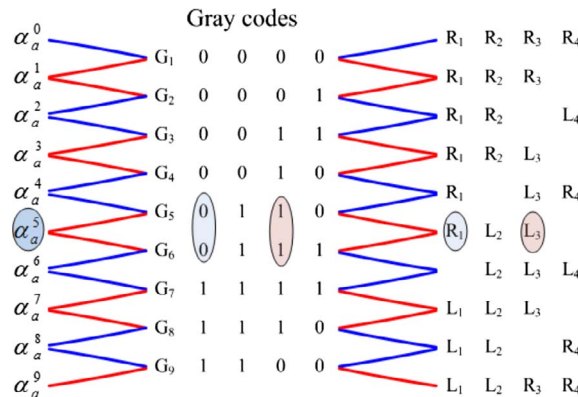 Gray codes
α_a^0 R₁ R₂ R₃ R₄
G₁ 0 0 0 0
α_a^1 R₁ R₂ R₃
G₂ 0 0 0 1
α_a^2 R₁ R₂ L₄
G₃ 0 0 1 1
α_a^3 R₁ R₂ L₃
G₄ 0 0 1 0
α_a^4 R₁ L₃ R₄
G₅ 0 1 1 0
α_a^5 R₁ L₂ L₃
G₆ 0 1 1 1
α_a^6 L₂ L₃ L₄
G₇ 1 1 1 1
α_a^7 L₁ L₂ L₃
G₈ 1 1 1 0
α_a^8 L₁ L₂ R₄
G₉ 1 1 0 0
α_a^9 L₁ L₂ R₃ R₄